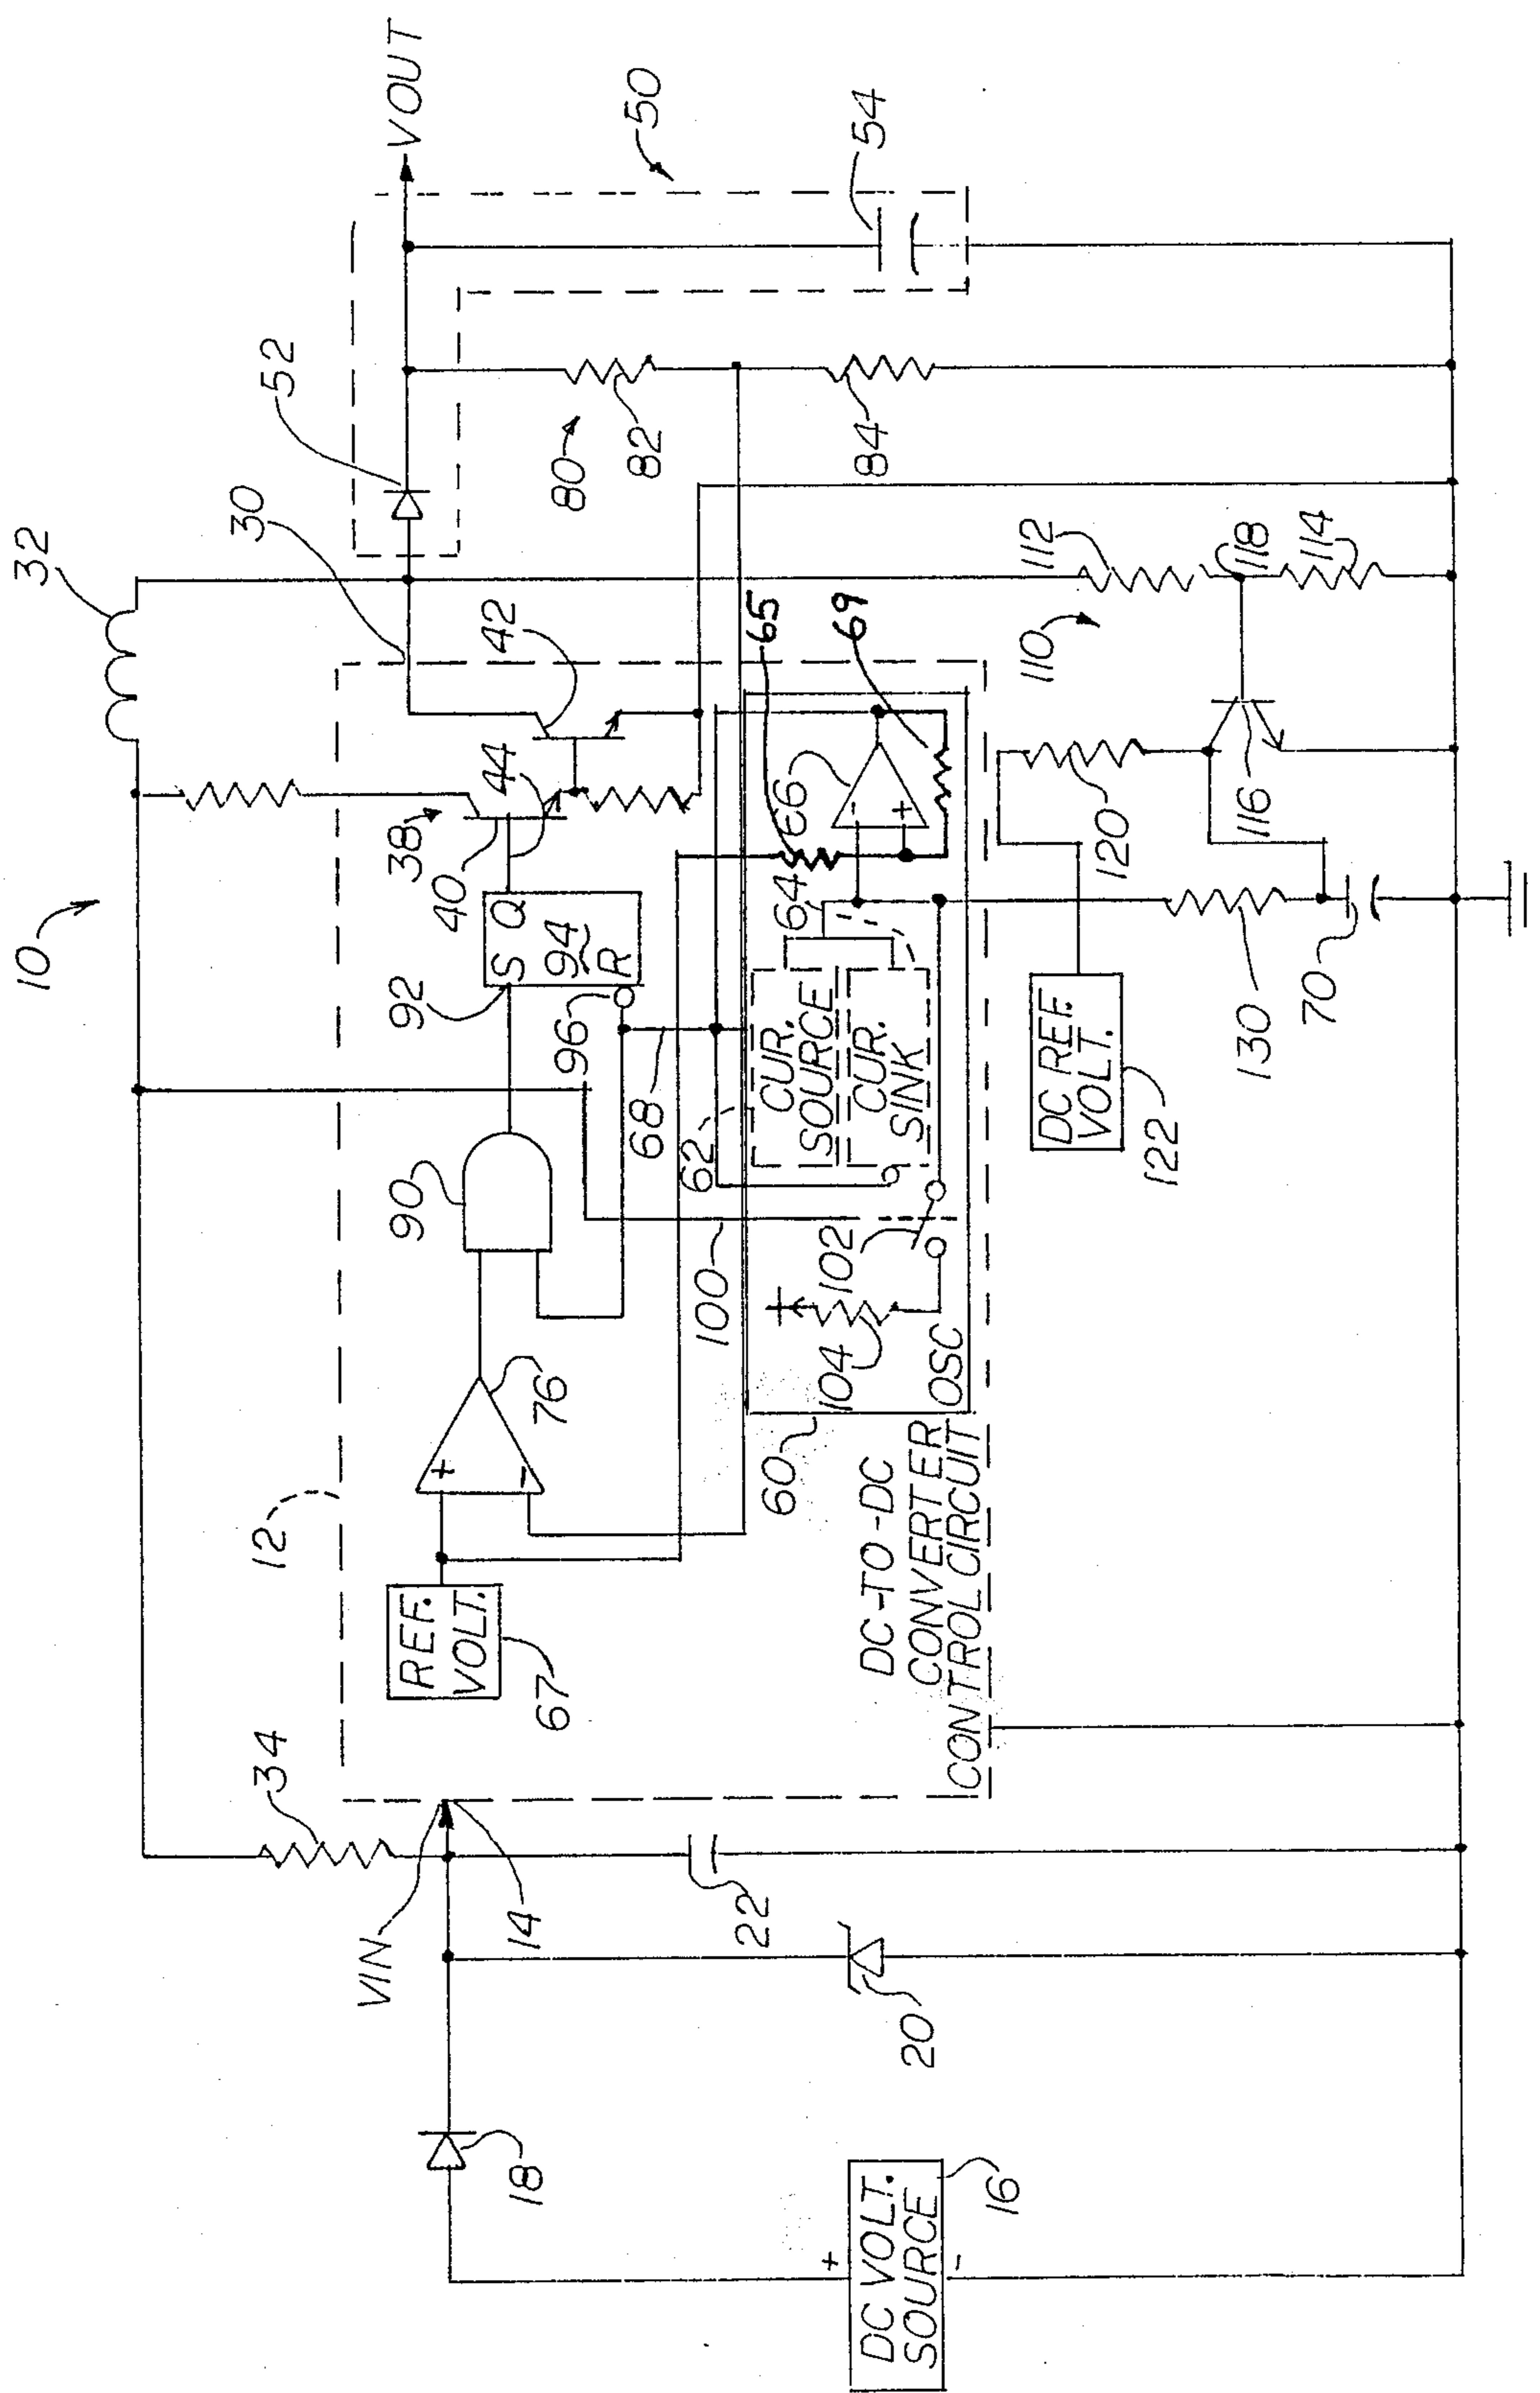 10
32
VOUT
50
54
52
30
80
82
84
12
38
40
42
44
92
S Q
94
R
96
90
76
+
-
REF.
VOLT.
67
68
62
CUR.
SOURCE
CUR.
SINK
64
66
-
+
65
69
100
102
104
OSC
60
DC-TO-DC
CONVERTER
CONTROL CIRCUIT
110
112
118
114
116
120
130
70
DC REF.
VOLT.
122
34
VIN
14
22
20
18
+
DC VOLT.
SOURCE
-
16